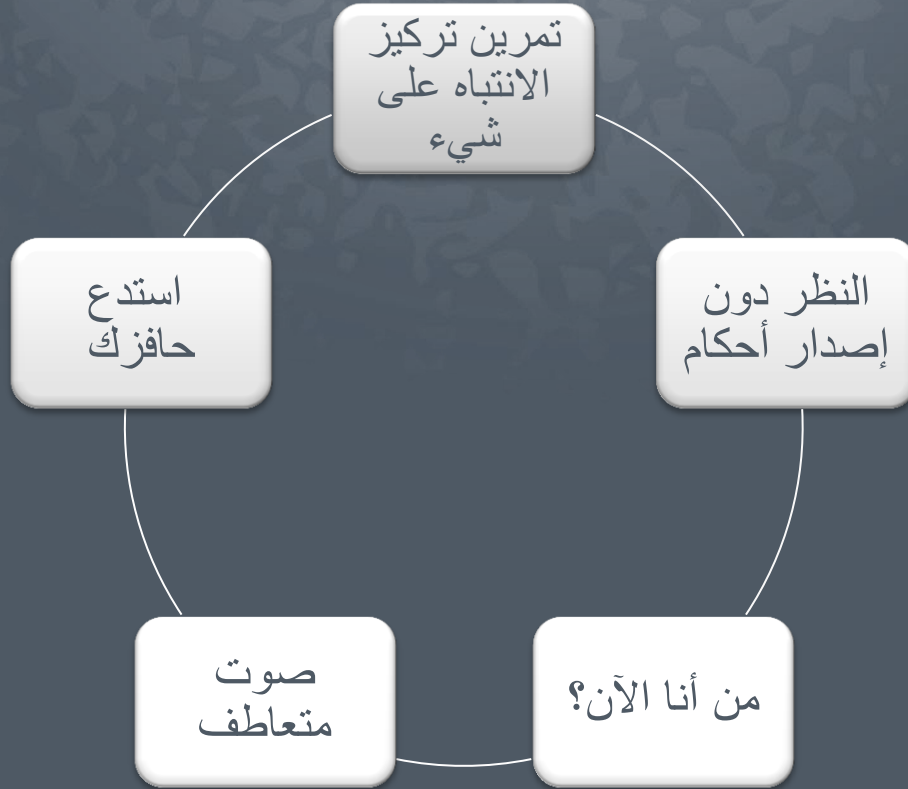 تمرين تركيز
الانتباه على
شيء
النظر دون
إصدار أحكام
من أنا الآن؟
صوت
متعاطف
استدع
حافزك